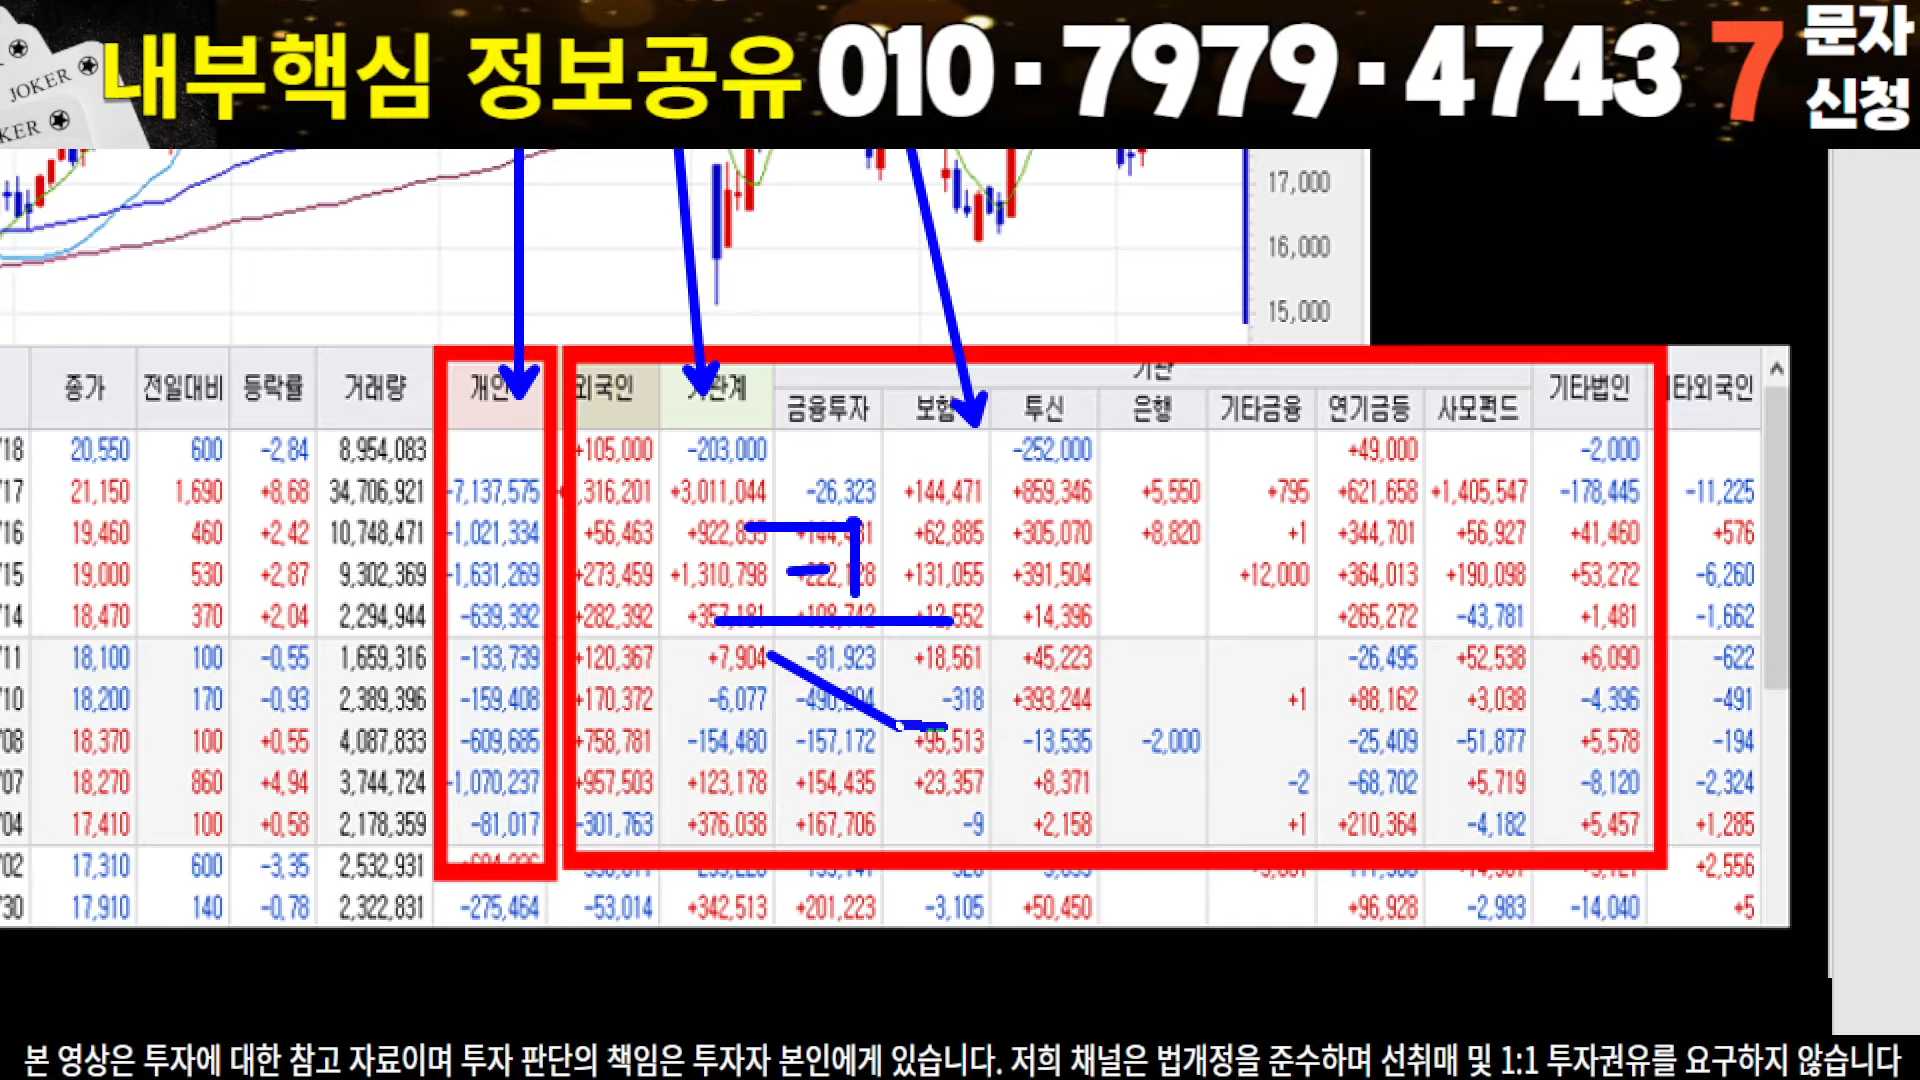 JOKER
KER
내부핵심 정보공유 010·7979·4743 7 문자
신청
17,000
16,000
15,000
종가 전일대비 등락률 거래량 외국인 기타법인
금융투자 투신 은행 기타금융 연기금등 사모펀드
/18 20,550 600 -2,84 8,954,083 +105,000 -203,000 -252,000 +49,000 -2,000
/17 21,150 1,690 +8,68 34,706,921 -7,137,575 +3,011,044 -26,323 +144,471 +859,346 +5,550 +795 +621,658 +1,405,547 -178,445 -11,225
/16 19,460 460 +2,42 10,748,471 -1,021,334 +56,463 +62,885 +305,070 +8,820 +1 +344,701 +56,927 +41,460 +576
/15 19,000 530 +2,87 9,302,369 -1,631,269 +273,459 +1,310,798 +131,055 +391,504 +12,000 +364,013 +190,098 +53,272 -6,260
/14 18,470 370 +2,04 2,294,944 -639,392 +282,392 +14,396 +265,272 -43,781 +1,481 -1,662
/11 18,100 100 -0,55 1,659,316 -133,739 +120,367 +7,904 -81,923 +18,561 +45,223 -26,495 +52,538 +6,090 -622
/10 18,200 170 -0,93 2,389,396 -159,408 +170,372 -6,077 -318 +393,244 +1 +88,162 +3,038 -4,396 -491
/08 18,370 100 +0,55 4,087,833 -609,685 +758,781 -154,480 -157,172 +95,513 -13,535 -2,000 -25,409 -51,877 +5,578 -194
/07 18,270 860 +4,94 3,744,724 -1,070,237 +957,503 +123,178 +154,435 +23,357 +8,371 -2 -68,702 +5,719 -8,120 -2,324
/04 17,410 100 +0,58 2,178,359 -81,017 -301,763 +376,038 +167,706 -9 +2,158 +1 +210,364 -4,182 +5,457 +1,285
/02 17,310 600 -3,35 2,532,931 +2,556
/30 17,910 140 -0,78 2,322,831 -275,464 -53,014 +342,513 +201,223 -3,105 +50,450 +96,928 -2,983 -14,040 +5
본 영상은 투자에 대한 참고 자료이며 투자 판단의 책임은 투자자 본인에게 있습니다. 저희 채널은 법개정을 준수하며 선취매 및 1:1 투자권유를 요구하지 않습니다